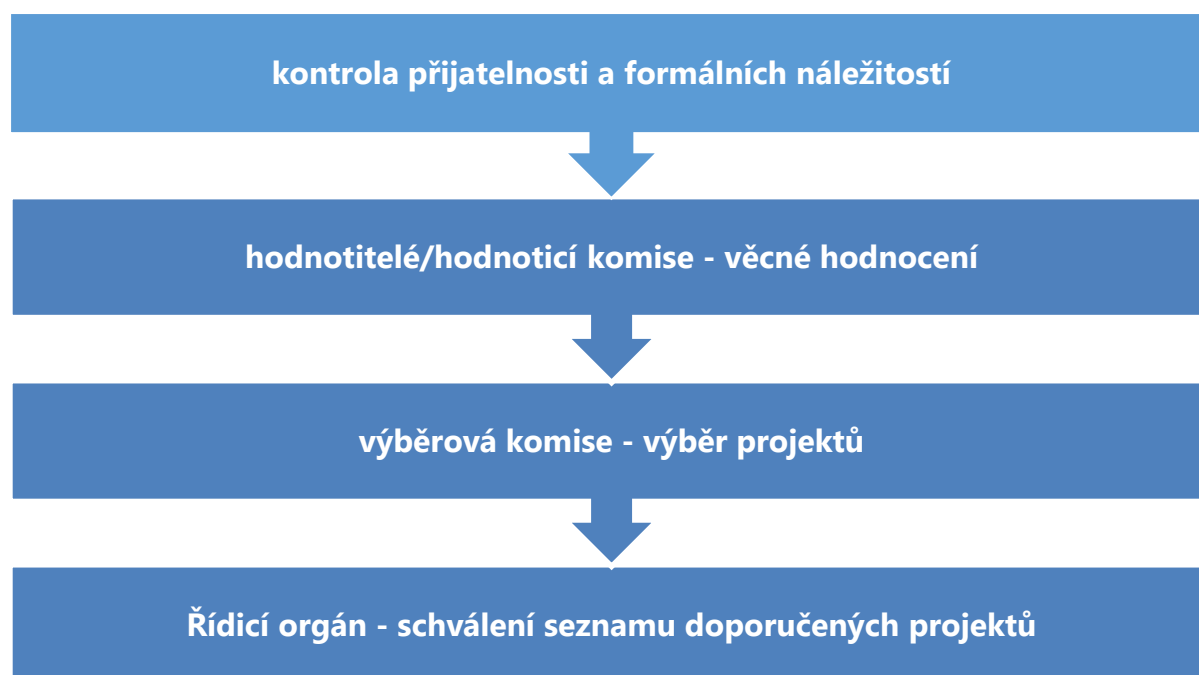 kontrola přijatelnosti a formálních náležitostí
hodnotitelé/hodnoticí komise - věcné hodnocení
výběrová komise - výběr projektů
Řídicí orgán - schválení seznamu doporučených projektů